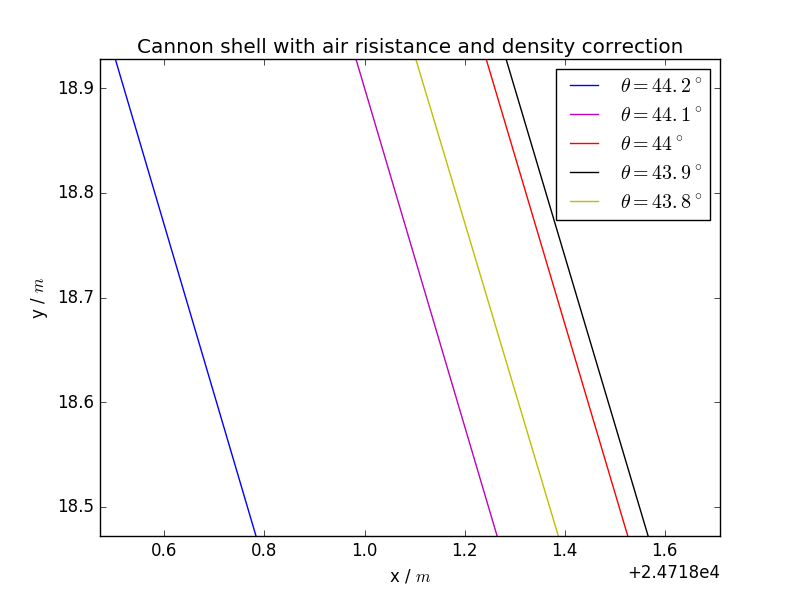 Cannon shell with air risistance and density correction
18.9
18.8
18.7
18.6
18.5
y / m
θ = 44.2°
θ = 44.1°
θ = 44°
θ = 43.9°
θ = 43.8°
0.6 0.8 1.0 1.2 1.4 1.6
+2.4718e4
x / m